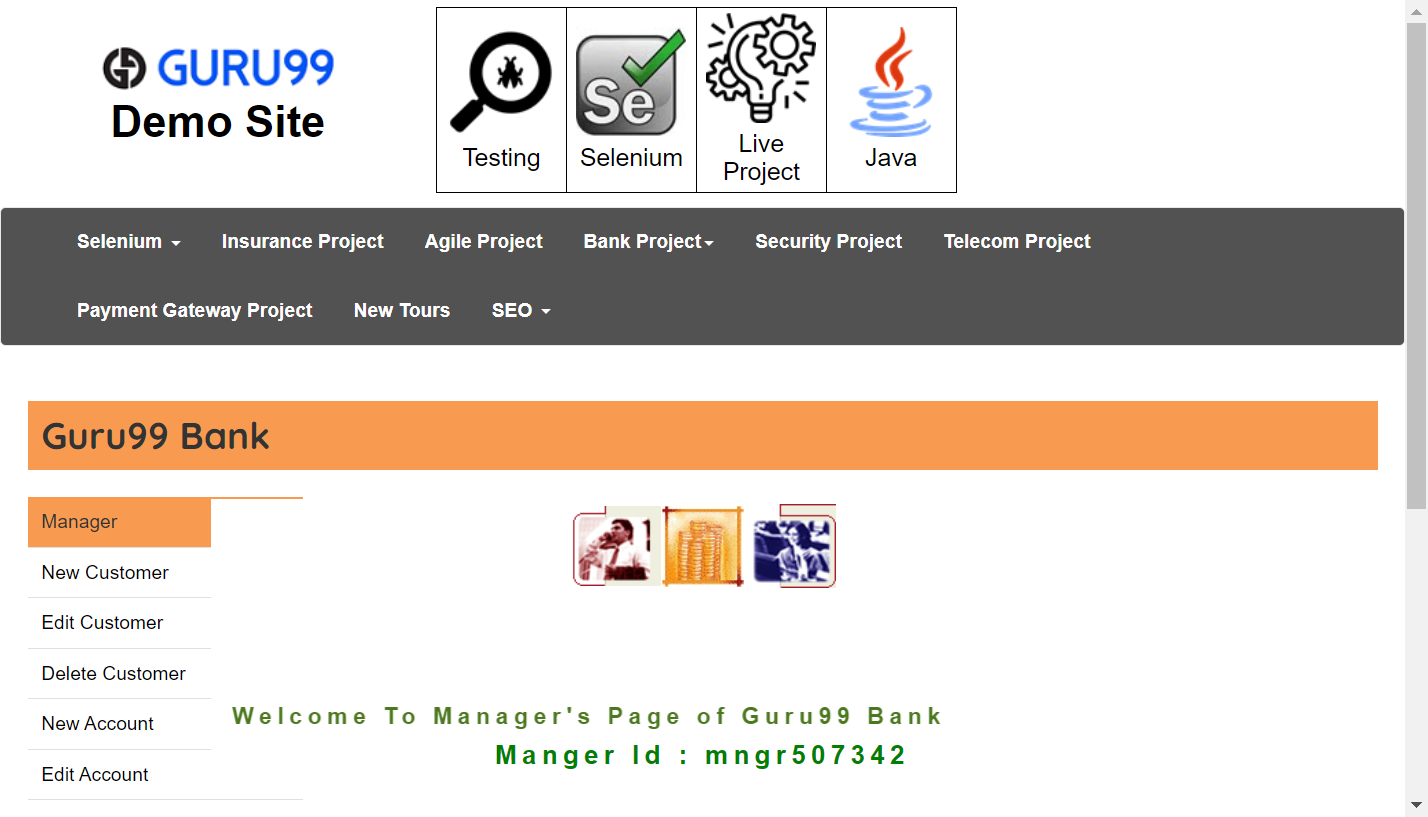 GURU99
Demo Site
Testing
Se
Selenium
Live
Project
Java
Selenium
Insurance Project
Agile Project
Bank Project
Security Project
Telecom Project
Payment Gateway Project
New Tours
SEO
Guru99 Bank
Manager
New Customer
Edit Customer
Delete Customer
New Account
Edit Account
Welcome To Manager's Page of Guru99 Bank
Manger Id : mngr507342